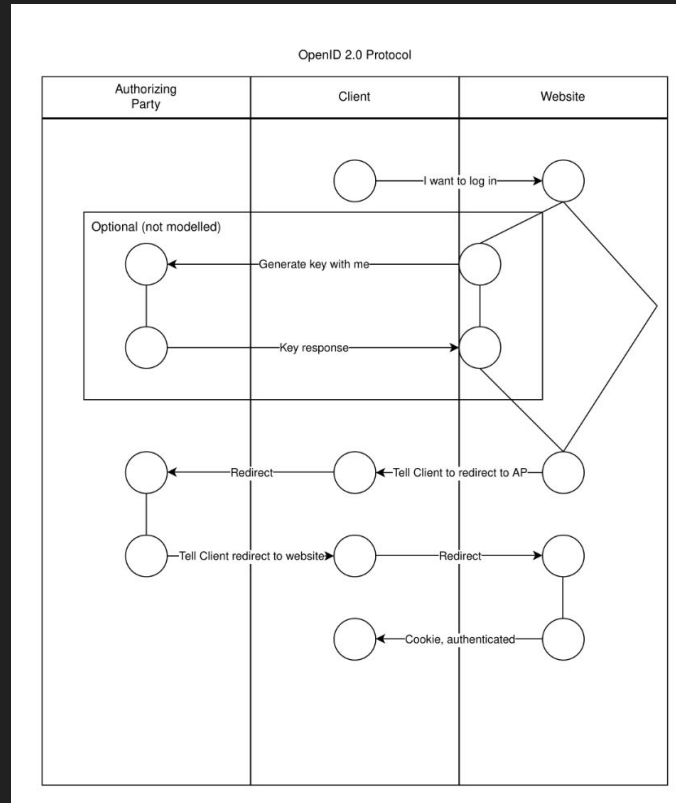 OpenID 2.0 Protocol
Authorizing
Party
Client
Website
I want to log in
Optional (not modelled)
Generate key with me
Key response
Redirect
Tell Client to redirect to AP
Tell Client redirect to website
Redirect
Cookie, authenticated